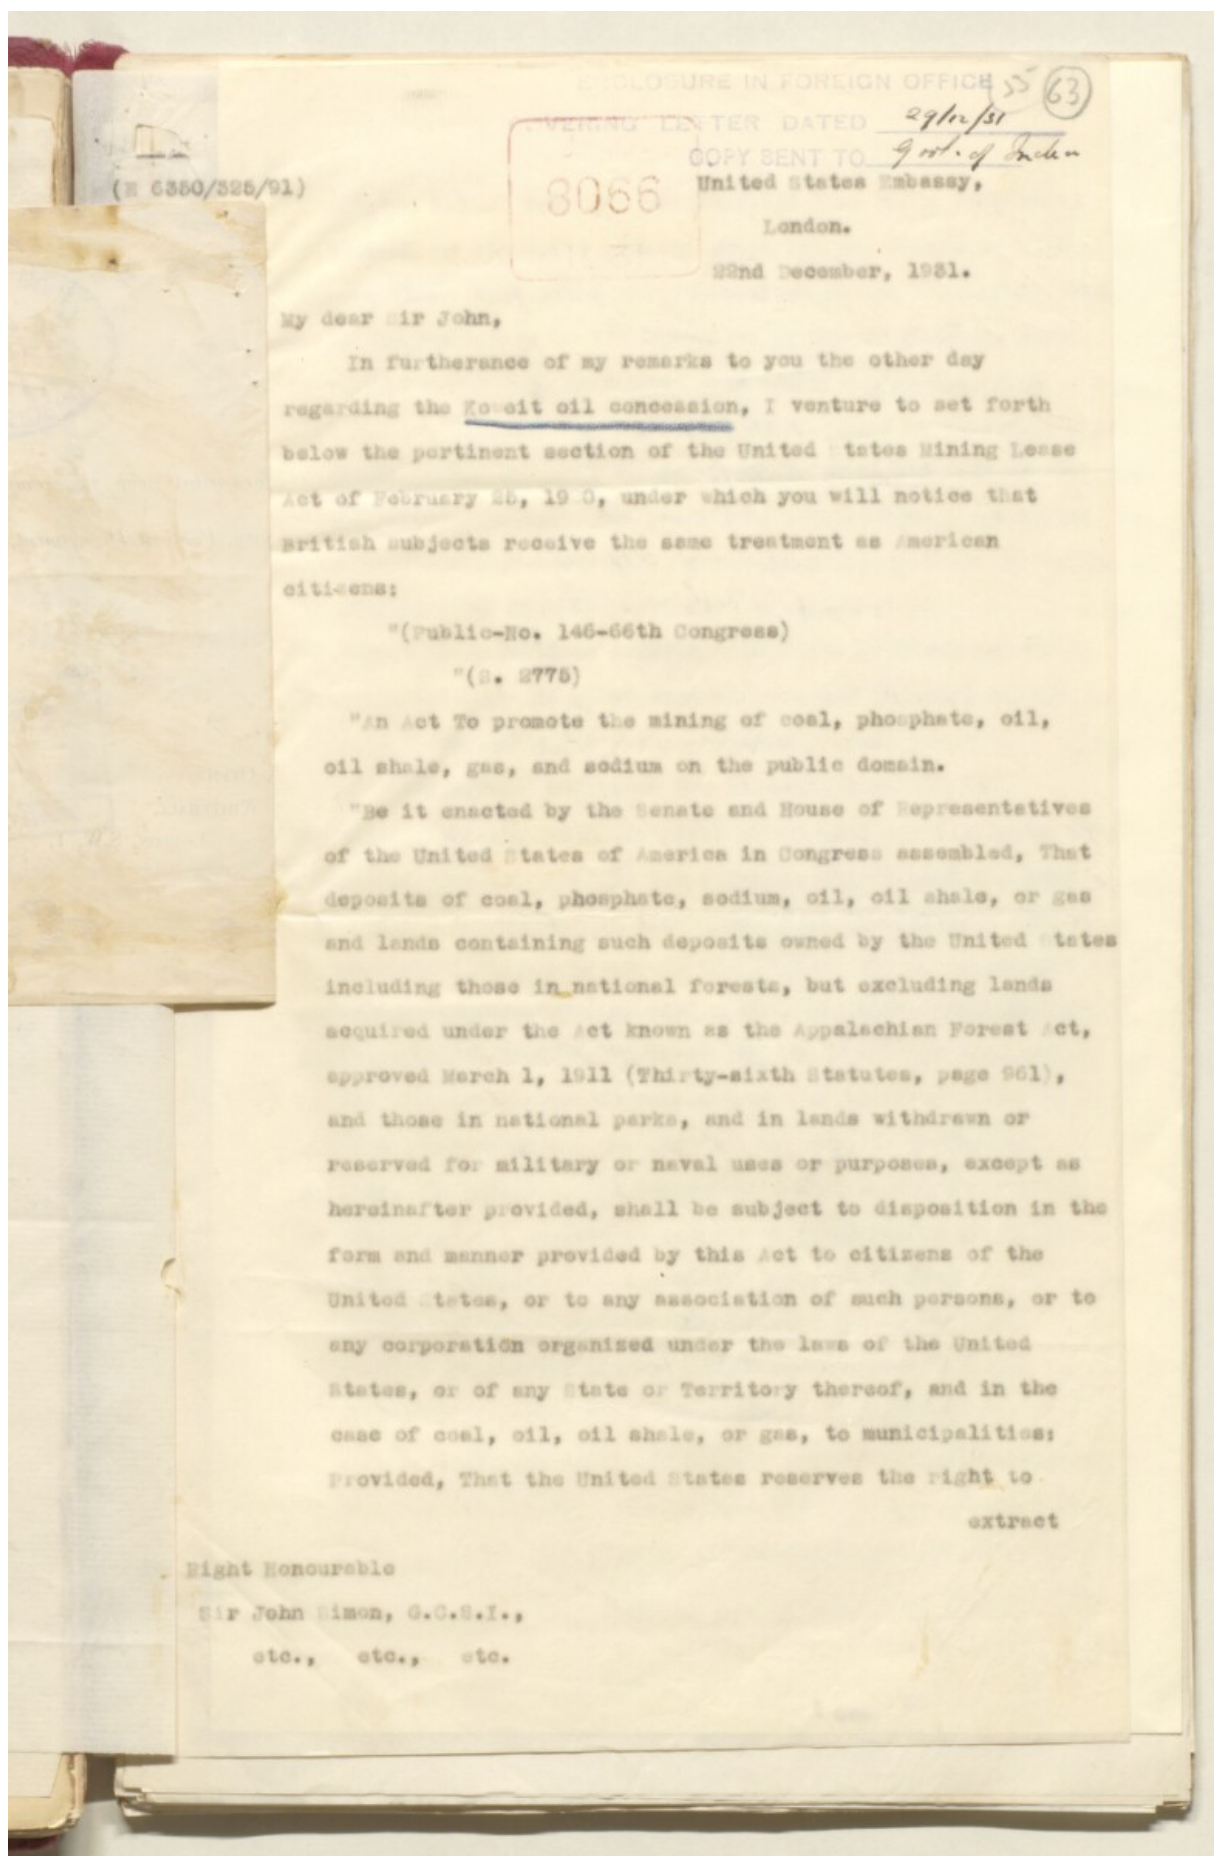 ENCLOSURE IN FOREIGN OFFICE
55 63
COVERING LETTER DATED 29/12/31
COPY SENT TO Govt. of India
8066
(E 6350/325/91)
United States Embassy,
London.
22nd December, 1931.
My dear Sir John,
In furtherance of my remarks to you the other day
regarding the Koweit oil concession, I venture to set forth
below the pertinent section of the United States Mining Lease
Act of February 25, 1920, under which you will notice that
British subjects receive the same treatment as American
citizens:
"(Public-No. 146-66th Congress)
"(S. 2775)
"An Act To promote the mining of coal, phosphate, oil,
oil shale, gas, and sodium on the public domain.
"Be it enacted by the Senate and House of Representatives
of the United States of America in Congress assembled, That
deposits of coal, phosphate, sodium, oil, oil shale, or gas
and lands containing such deposits owned by the United States
including those in national forests, but excluding lands
acquired under the Act known as the Appalachian Forest Act,
approved March 1, 1911 (Thirty-sixth Statutes, page 961),
and those in national parks, and in lands withdrawn or
reserved for military or naval uses or purposes, except as
hereinafter provided, shall be subject to disposition in the
form and manner provided by this Act to citizens of the
United States, or to any association of such persons, or to
any corporation organized under the laws of the United
States, or of any State or Territory thereof, and in the
case of coal, oil, oil shale, or gas, to municipalities:
Provided, That the United States reserves the right to
extract
Right Honourable
Sir John Simon, G.C.S.I.,
etc., etc., etc.